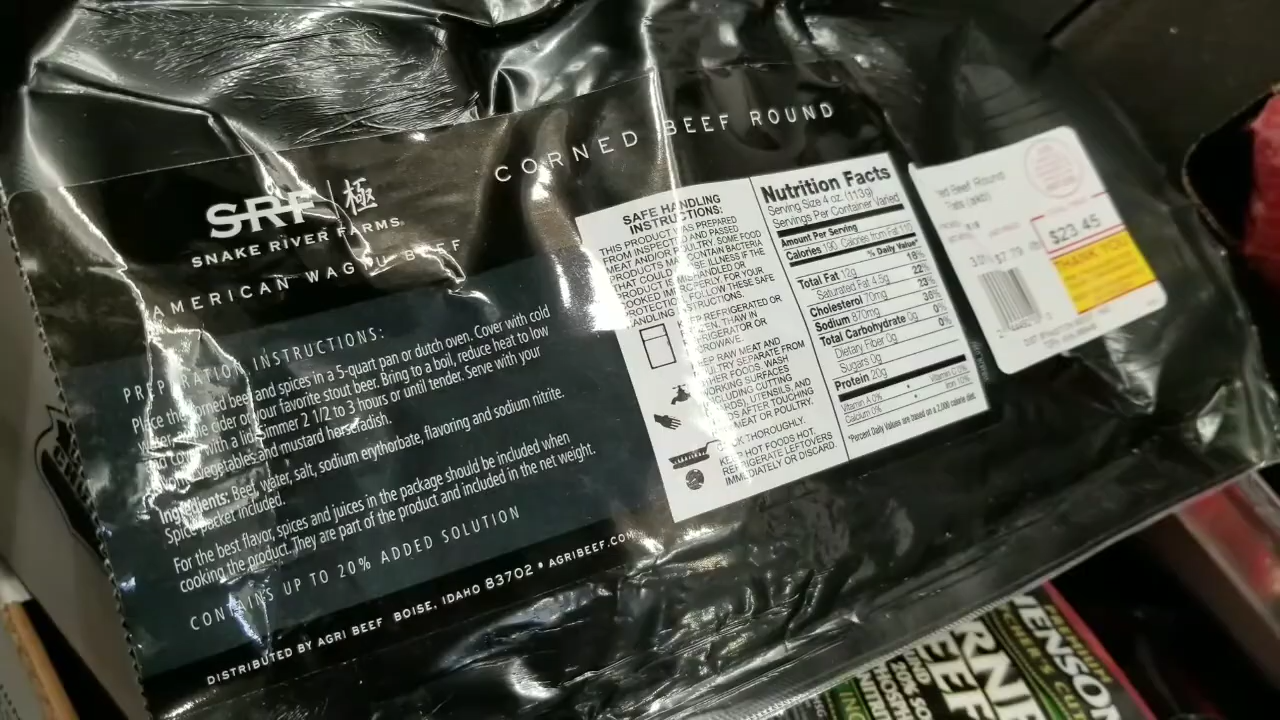 CORNED BEEF ROUND
SRF 極
SNAKE RIVER FARMS
AMERICAN WAGYU BEEF
PREPARATION INSTRUCTIONS:
Place the corned beef and spices in a 5-quart pan or dutch oven. Cover with cold
cider or your favorite stout beer. Bring to a boil, reduce heat to low
and cover with a lid. Simmer 2 1/2 to 3 hours or until tender. Serve with your
vegetables and mustard horseradish.
Ingredients: Beef, water, salt, sodium erythorbate, flavoring and sodium nitrite.
Spice packet included.
For the best flavor, spices and juices in the package should be included when
cooking the product. They are part of the product and included in the net weight.
CONTAINS UP TO 20% ADDED SOLUTION
DISTRIBUTED BY AGRI BEEF BOISE, IDAHO 83702 • AGRIBEEF.COM
SAFE HANDLING
INSTRUCTIONS:
THIS PRODUCT WAS PREPARED
FROM INSPECTED AND PASSED
MEAT AND/OR POULTRY. SOME FOOD
PRODUCTS MAY CONTAIN BACTERIA
THAT COULD CAUSE ILLNESS IF THE
PRODUCT IS MISHANDLED OR
COOKED IMPROPERLY. FOR YOUR
PROTECTION, FOLLOW THESE SAFE
HANDLING INSTRUCTIONS.
KEEP REFRIGERATED OR
FROZEN. THAW IN
REFRIGERATOR OR
MICROWAVE.
KEEP RAW MEAT AND
POULTRY SEPARATE FROM
OTHER FOODS. WASH
WORKING SURFACES
(INCLUDING CUTTING
BOARDS), UTENSILS, AND
HANDS AFTER TOUCHING
RAW MEAT OR POULTRY.
COOK THOROUGHLY.
KEEP HOT FOODS HOT.
REFRIGERATE LEFTOVERS
IMMEDIATELY OR DISCARD.
Nutrition Facts
Serving Size 4 oz. (113g)
Servings Per Container Varied
Amount Per Serving
Calories 190 Calories from Fat 110
% Daily Value*
Total Fat 12g 18%
Saturated Fat 4.5g 22%
Cholesterol 70mg 23%
Sodium 870mg 36%
Total Carbohydrate 0g 0%
Dietary Fiber 0g 0%
Sugars 0g
Protein 20g
Vitamin A 0% • Vitamin C 0%
Calcium 0% • Iron 10%
*Percent Daily Values are based on a 2,000 calorie diet.
Beef Round
$7.79
$23.45
THANK YOU